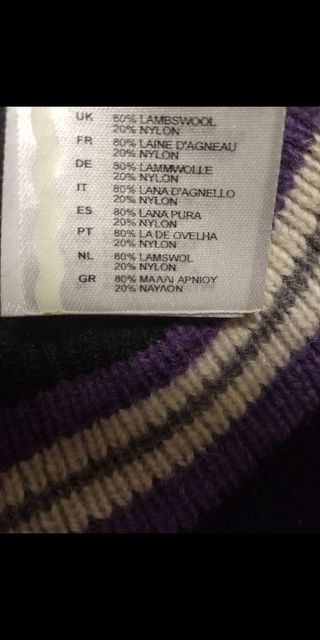 UK 80% LAMBSWOOL
20% NYLON
FR 80% LAINE D'AGNEAU
20% NYLON
DE 80% LAMMWOLLE
20% NYLON
IT 80% LANA D'AGNELLO
20% NYLON
ES 80% LANA PURA
20% NYLON
PT 80% LA DE OVELHA
20% NYLON
NL 80% LAMSWOL
20% NYLON
GR 80% ΜΑΛΛΙ ΑΡΝΙΟΥ
20% ΝΑΥΛΟΝ